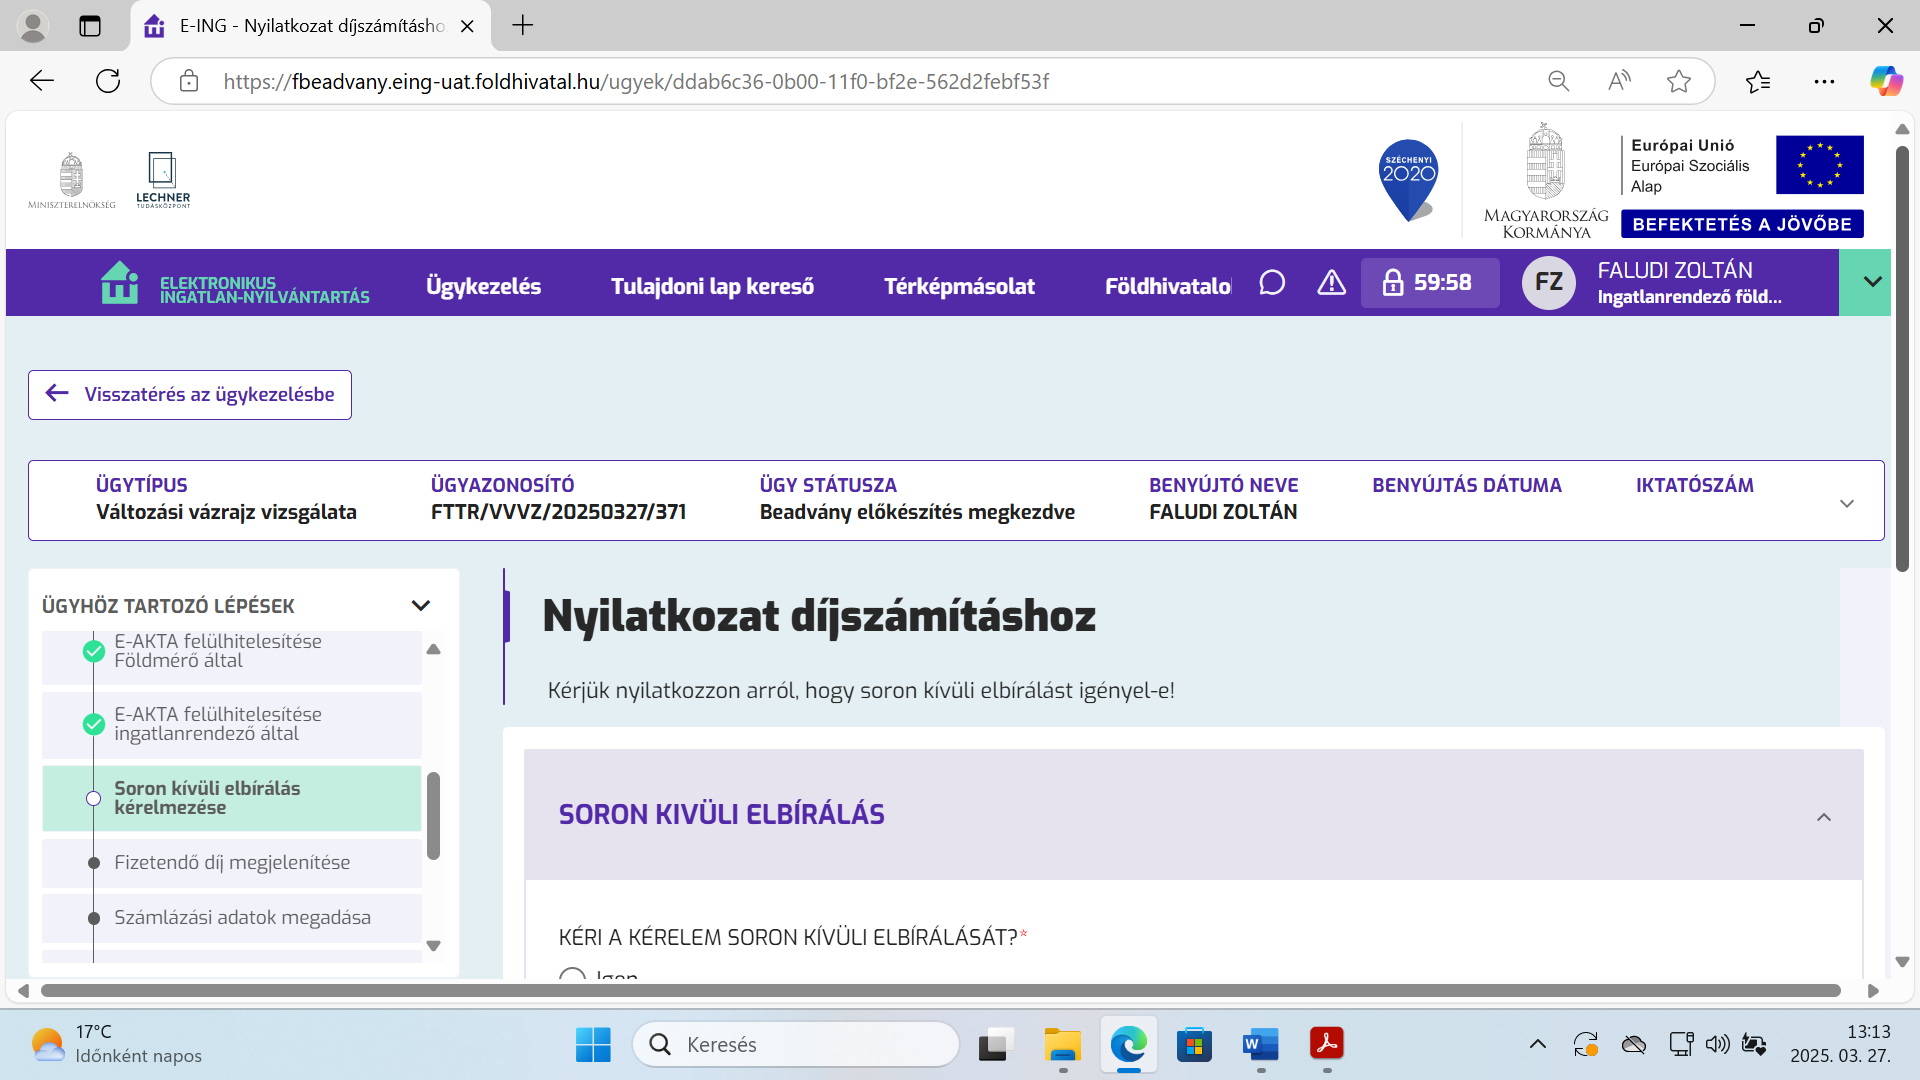 E-ING - Nyilatkozat díjszámításho
https://fbeadvany.eing-uat.foldhivatal.hu/ugyek/ddab6c36-0b00-11f0-bf2e-562d2febf53f
MINISZTERELNÖKSÉG
LECHNER
TUDÁSKÖZPONT
SZÉCHENYI
2020
MAGYARORSZÁG
KORMÁNYA
Európai Unió
Európai Szociális
Alap
BEFEKTETÉS A JÖVŐBE
ELEKTRONIKUS
INGATLAN-NYILVÁNTARTÁS
Ügykezelés
Tulajdoni lap kereső
Térképmásolat
Földhivatalo
59:58
FZ
FALUDI ZOLTÁN
Ingatlanrendező föld...
Visszatérés az ügykezelésbe
ÜGYTÍPUS
Változási vázrajz vizsgálata
ÜGYAZONOSÍTÓ
FTTR/VVVZ/20250327/371
ÜGY STÁTUSZA
Beadvány előkészítés megkezdve
BENYÚJTÓ NEVE
FALUDI ZOLTÁN
BENYÚJTÁS DÁTUMA
IKTATÓSZÁM
ÜGYHÖZ TARTOZÓ LÉPÉSEK
E-AKTA felülhitelesítése
Földmérő által
E-AKTA felülhitelesítése
ingatlanrendező által
Soron kívüli elbírálás
kérelmezése
Fizetendő díj megjelenítése
Számlázási adatok megadása
Nyilatkozat díjszámításhoz
Kérjük nyilatkozzon arról, hogy soron kívüli elbírálást igényel-e!
SORON KIVÜLI ELBÍRÁLÁS
KÉRI A KÉRELEM SORON KÍVÜLI ELBÍRÁLÁSÁT?*
Igen
17°C
Időnként napos
Keresés
13:13
2025. 03. 27.